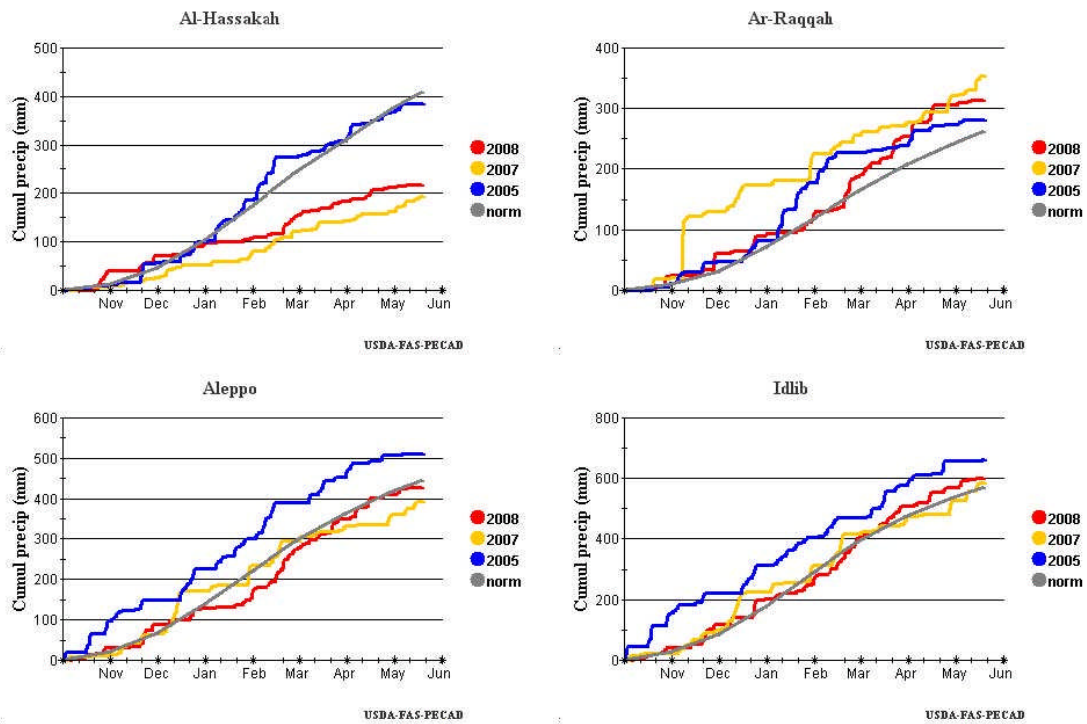 Al-Hassakah
Cumul precip (mm)
500
400
300
200
100
0
Nov Dec Jan Feb Mar Apr May Jun
2008
2007
2005
norm
USDA-FAS-PECAD
Ar-Raqqah
Cumul precip (mm)
400
300
200
100
0
Nov Dec Jan Feb Mar Apr May Jun
2008
2007
2005
norm
USDA-FAS-PECAD
Aleppo
Cumul precip (mm)
600
500
400
300
200
100
0
Nov Dec Jan Feb Mar Apr May Jun
2008
2007
2005
norm
USDA-FAS-PECAD
Idlib
Cumul precip (mm)
800
600
400
200
0
Nov Dec Jan Feb Mar Apr May Jun
2008
2007
2005
norm
USDA-FAS-PECAD